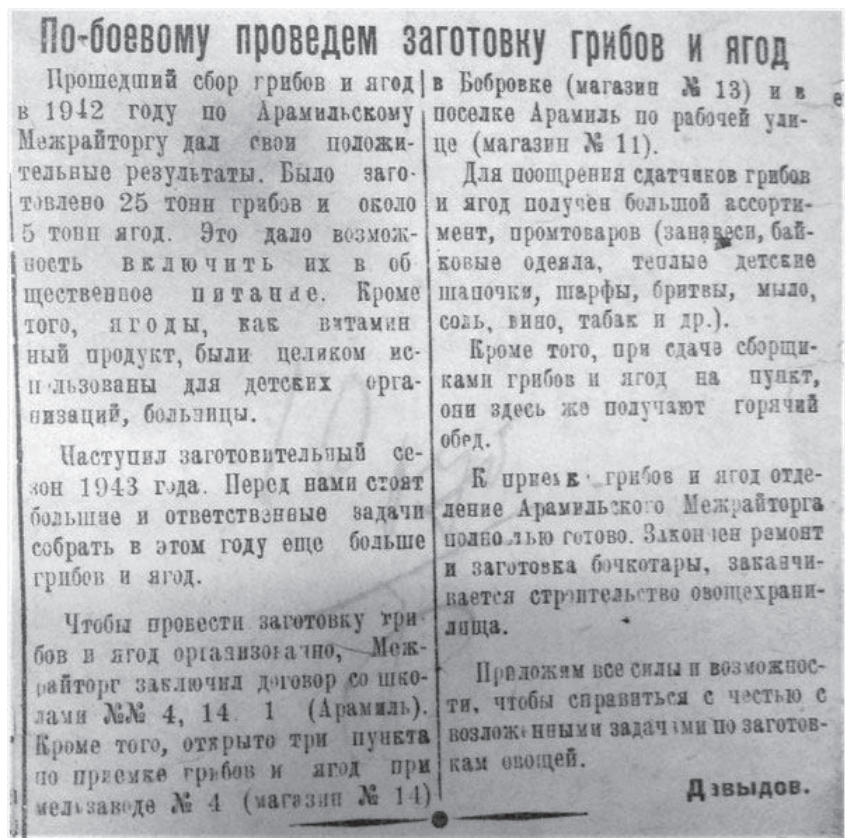 По-боевому проведем заготовку грибов и ягод
Прошедший сбор грибов и ягод
в 1942 году по Арамильскому
Межрайторгу дал свои положи-
тельные результаты. Было заго-
товлено 25 тонн грибов и около
5 тонн ягод. Это дало возмож-
ность включить их в об
щественное питание. Кроме
того, ягоды, как витамин
ный продукт, были целиком ис-
пользованы для детских орга-
низаций, больницы.
Наступил заготовительный се-
зон 1943 года. Перед нами стоят
большие и ответственные задачи
собрать в этом году еще больше
грибов и ягод.
Чтобы провести заготовку гри-
бов и ягод организованно, Меж-
райторг заключил договор со шко-
лами №№ 4, 14. 1 (Арамиль).
Кроме того, открыто три пункта
по приемке грибов и ягод при
мельзаводе № 4 (магазин № 14)
в Бобровке (магазин № 13) и в
поселке Арамиль по рабочей ули-
це (магазин № 11).
Для поощрения сдатчиков грибов
и ягод получен большой ассорти-
мент, промтоваров (занавеси, бай-
ковые одеяла, теплые детские
шапочки, шарфы, бритвы, мыло,
соль, вино, табак и др.).
Кроме того, при сдаче сборщи-
ками грибов и ягод на пункт,
они здесь же получают горячий
обед.
К приемке грибов и ягод отде-
ление Арамильского Межрайторга
полностью готово. Закончен ремонт
и заготовка бочкотары, заканчи-
вается строительство овощехрани-
лища.
Приложим все силы и возможнос-
ти, чтобы справиться с честью с
возложенными задачами по заготов-
кам овощей.
Давыдов.